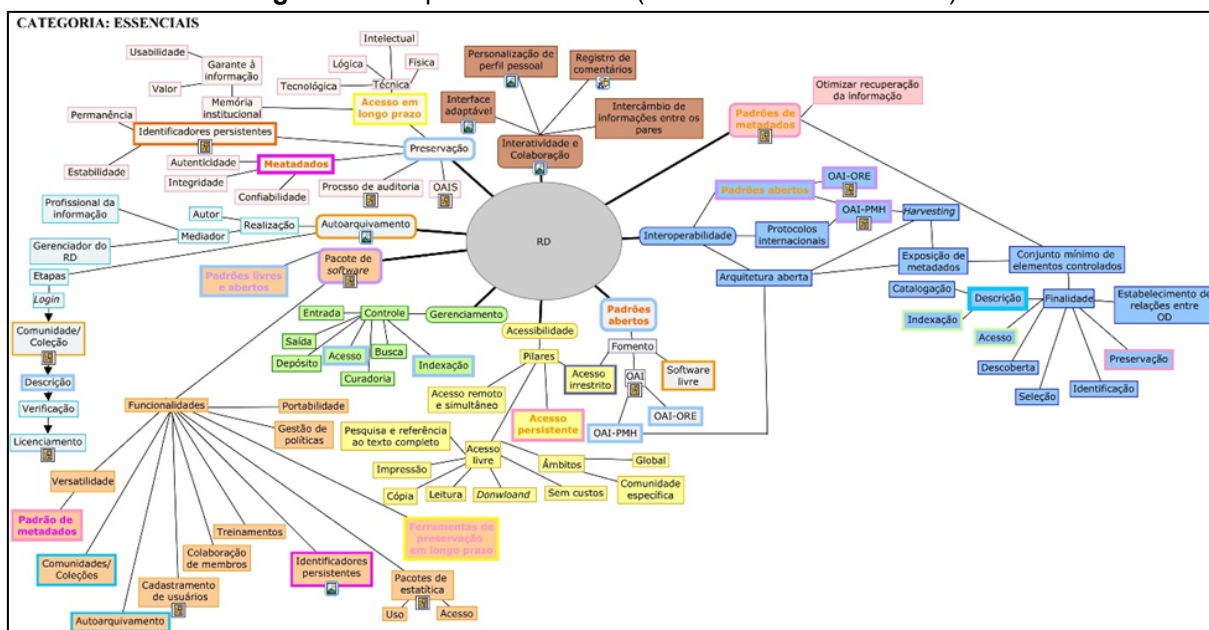 CATEGORIA: ESSENCIAIS
Usabilidade
Garante à
informação
Valor
Memória
institucional
Intelectual
Lógica
Física
Tecnológica
Técnica
Acesso em
longo prazo
Permanência
Identificadores persistentes
Estabilidade
Preservação
Autenticidade
Meatadados
Integridade
Confiabilidade
Procsso de auditoria
OAIS
Personalização de
perfil pessoal
Registro de
comentários
Interface
adaptável
Intercâmbio de
informações entre os
pares
Interatividade e
Colaboração
Padrões de
metadados
Otimizar recuperação
da informação
RD
Profissional da
informação
Autor
Realização
Mediador
Gerenciador do
RD
Autoarquivamento
Etapas
Login
Comunidade/
Coleção
Descrição
Verificação
Licenciamento
Pacote de
software
Padrões livres
e abertos
Interoperabilidade
Padrões abertos
OAI-ORE
OAI-PMH
Protocolos
internacionais
Harvesting
Arquitetura aberta
Exposição de
metadados
Conjunto mínimo
de elementos controlados
Catalogação
Descrição
Indexação
Finalidade
Estabelecimento de
relações entre
OD
Acesso
Descoberta
Seleção
Identificação
Preservação
Entrada
Controle
Gerenciamento
Saída
Depósito
Acesso
Busca
Curadoria
Indexação
Acessibilidade
Pilares
Acesso
irrestrito
Acesso remoto
e simultâneo
Acesso
persistente
Pesquisa e referência
ao texto completo
Acesso
livre
Impressão
Cópia
Leitura
Donwloand
Sem custos
Âmbitos
Global
Comunidade
específica
Padrões
abertos
Fomento
OAI
Software
livre
OAI-ORE
OAI-PMH
Funcionalidades
Portabilidade
Gestão de
políticas
Versatilidade
Padrão de
metadados
Comunidades/
Coleções
Autoarquivamento
Cadastramento
de usuários
Colaboração
de membros
Treinamentos
Identificadores
persistentes
Ferramentas de
preservação
em longo prazo
Pacotes de
estatítica
Uso
Acesso